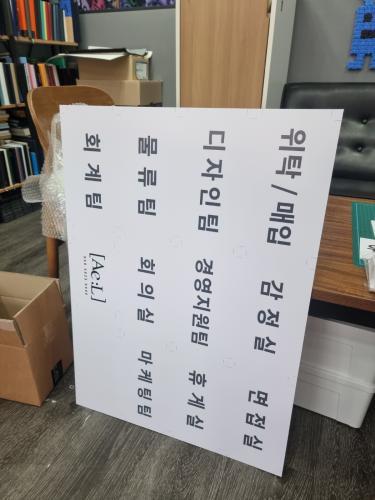 위탁/매입 감정실 면접실
디자인팀 경영지원팀 휴게실
물류팀 회의실 마케팅팀
회계팀 [Ae:L]